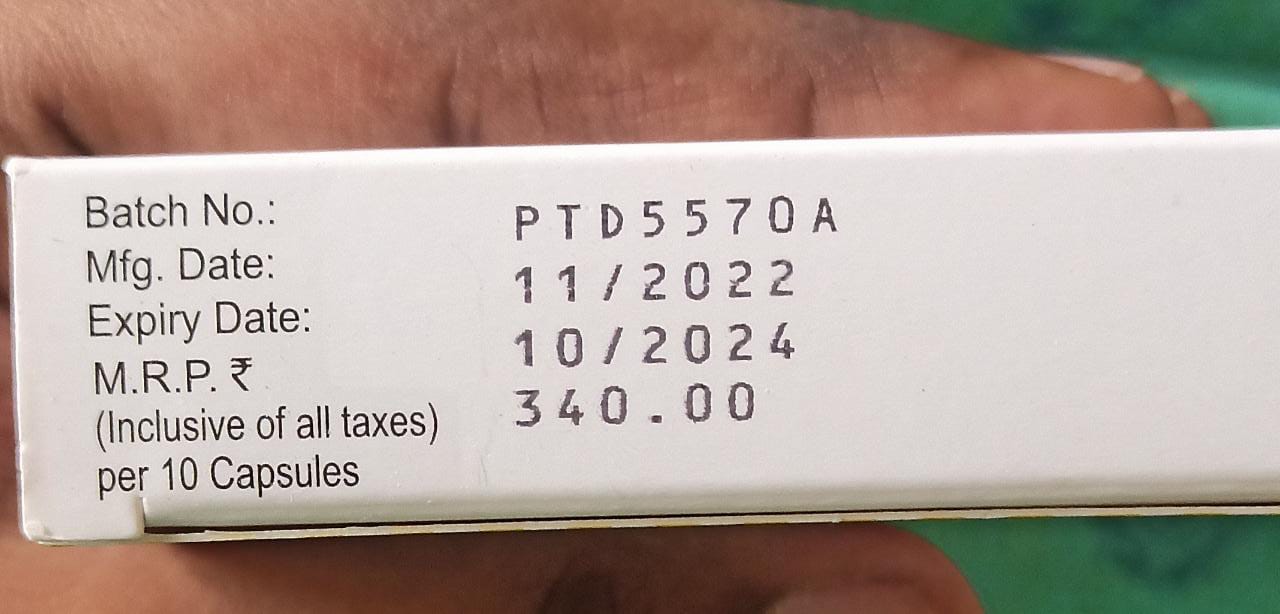 Batch No.: PTD5570A
Mfg. Date: 11/2022
Expiry Date: 10/2024
M.R.P. ₹ 340.00
(Inclusive of all taxes)
per 10 Capsules